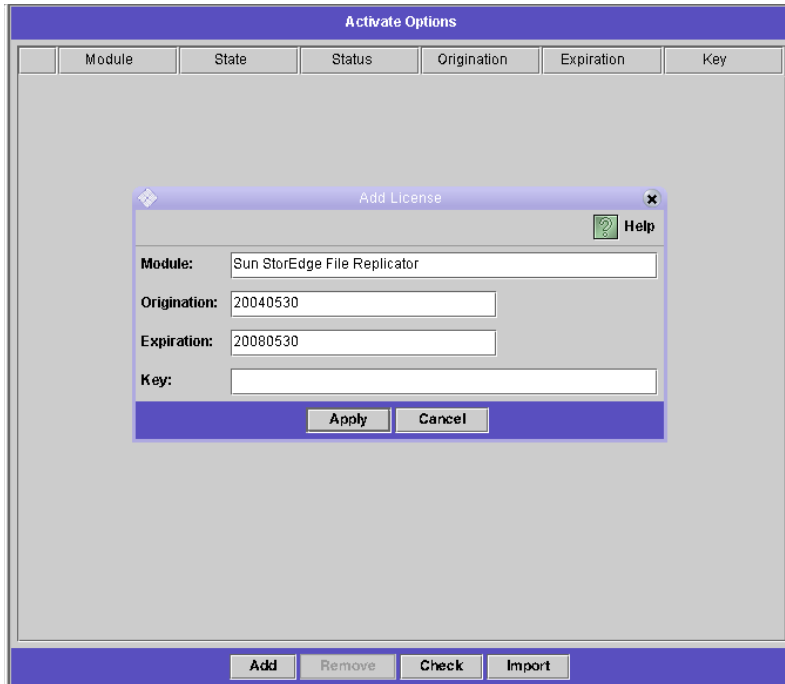 Activate Options
Module State Status Origination Expiration Key
Add License
? Help
Module: Sun StorEdge File Replicator
Origination: 20040530
Expiration: 20080530
Key:
Apply Cancel
Add Remove Check Import